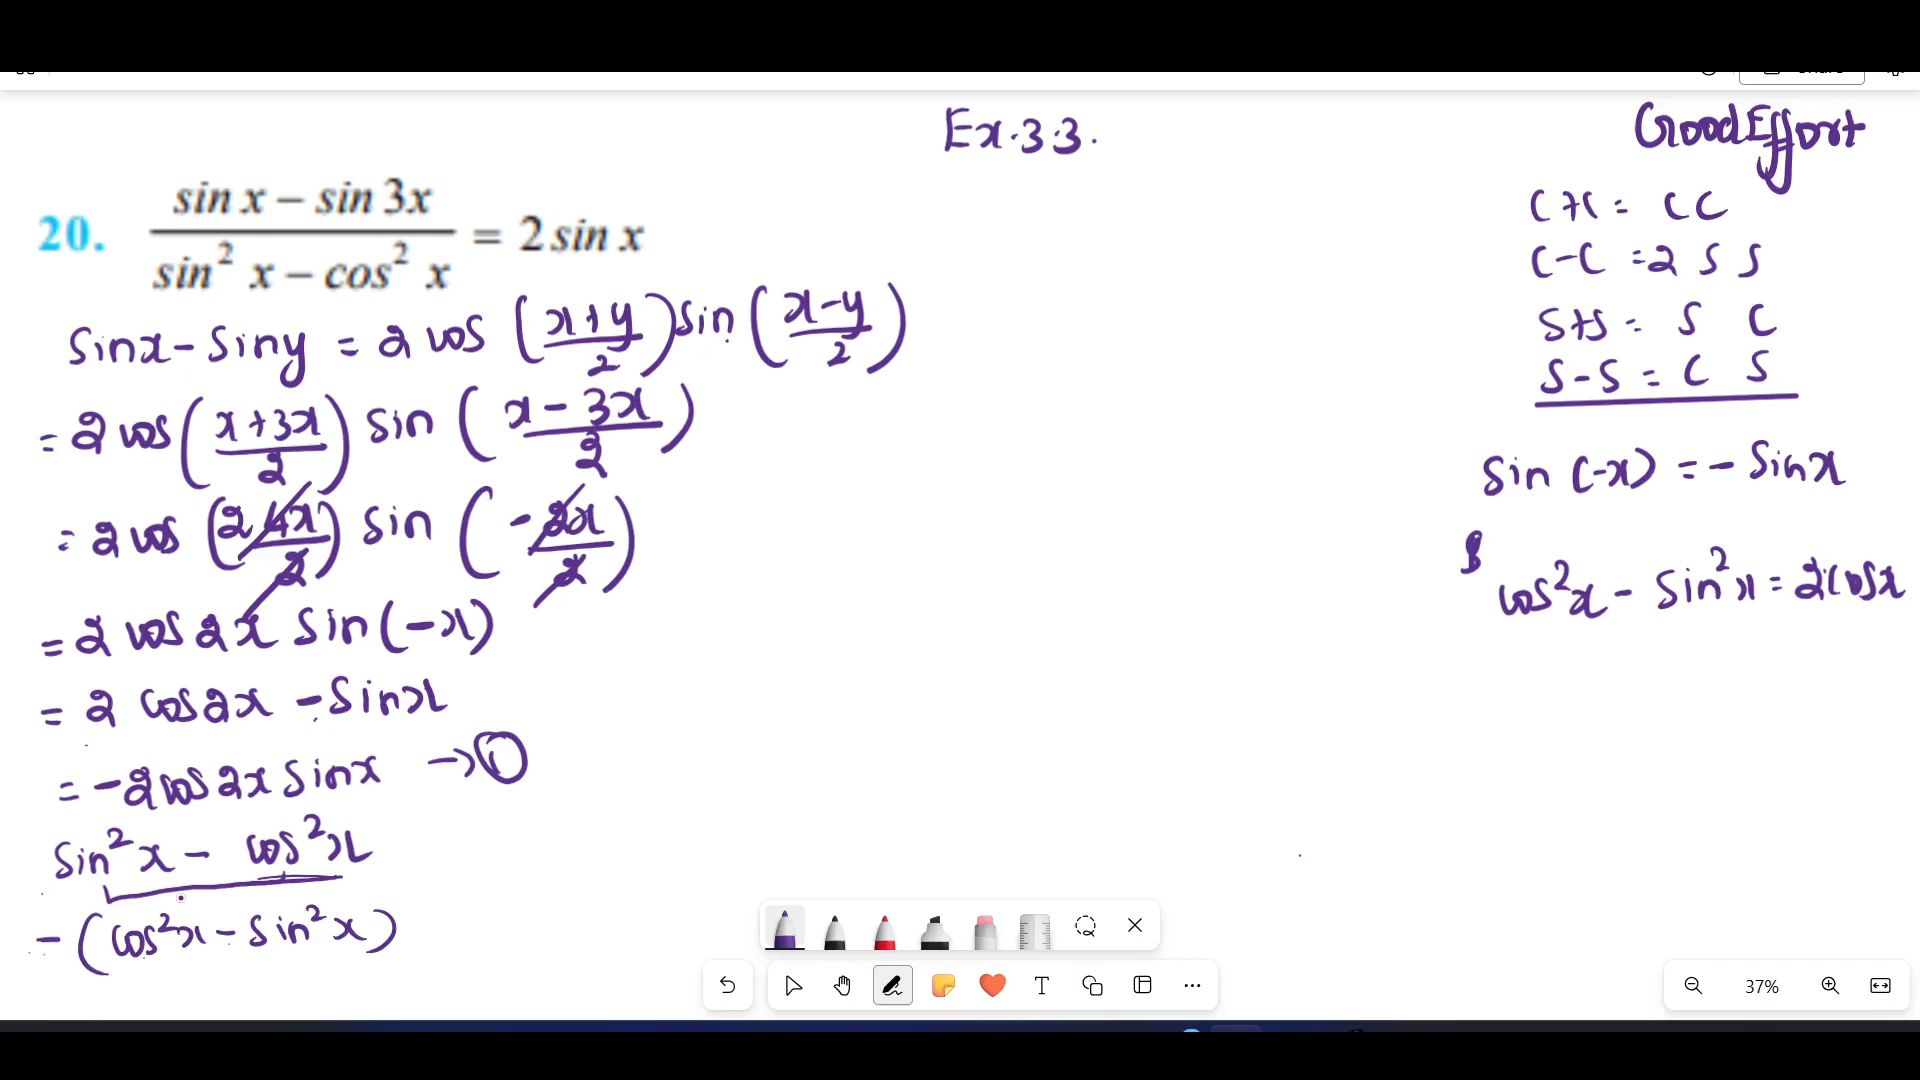 Ex.3.3.
Good Effort
20. sin x – sin 3x / sin² x – cos² x = 2 sin x
Sinx - Siny = 2 cos (x+y/2) sin (x-y/2)
= 2 cos (x+3x/2) sin (x-3x/2)
= 2 cos (2 4x/2) sin (-2x/2)
= 2 cos 2x Sin(-x)
= 2 cos2x - Sinx
= -2cos2x sinx → ①
Sin²x - cos²x
- (cos²x - sin²x)
C+C = CC
C-C = 2 S S
S+S = S C
S-S = C S
Sin (-x) = - Sinx
cos²x - Sin²x = 2cosx
37%